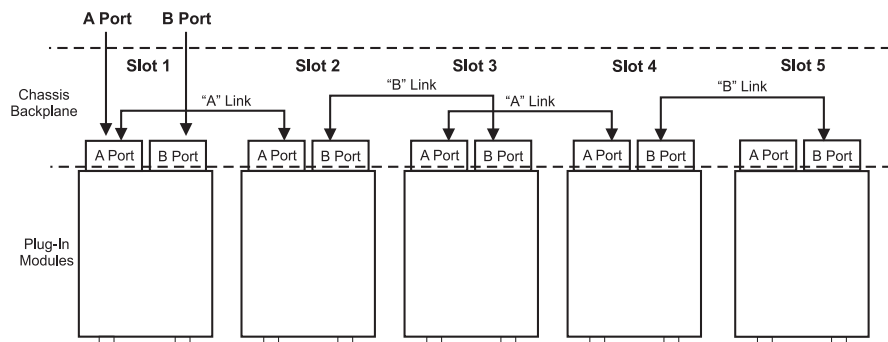 A Port B Port
Slot 1 Slot 2 Slot 3 Slot 4 Slot 5
Chassis
Backplane
“A” Link “B” Link “A” Link “B” Link
A Port B Port A Port B Port A Port B Port A Port B Port A Port B Port
Plug-In
Modules